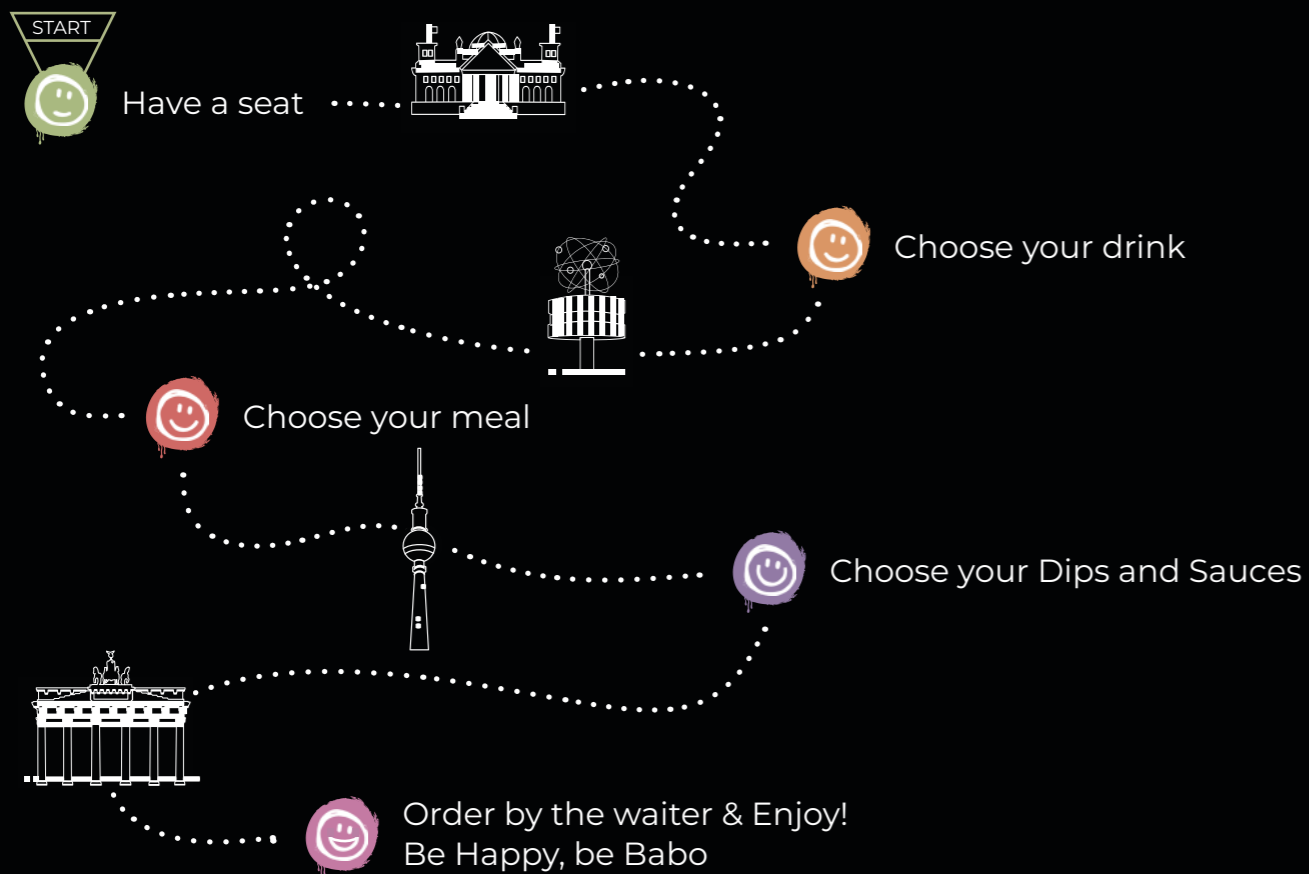 START
Have a seat
Choose your drink
Choose your meal
Choose your Dips and Sauces
Order by the waiter & Enjoy!
Be Happy, be Babo